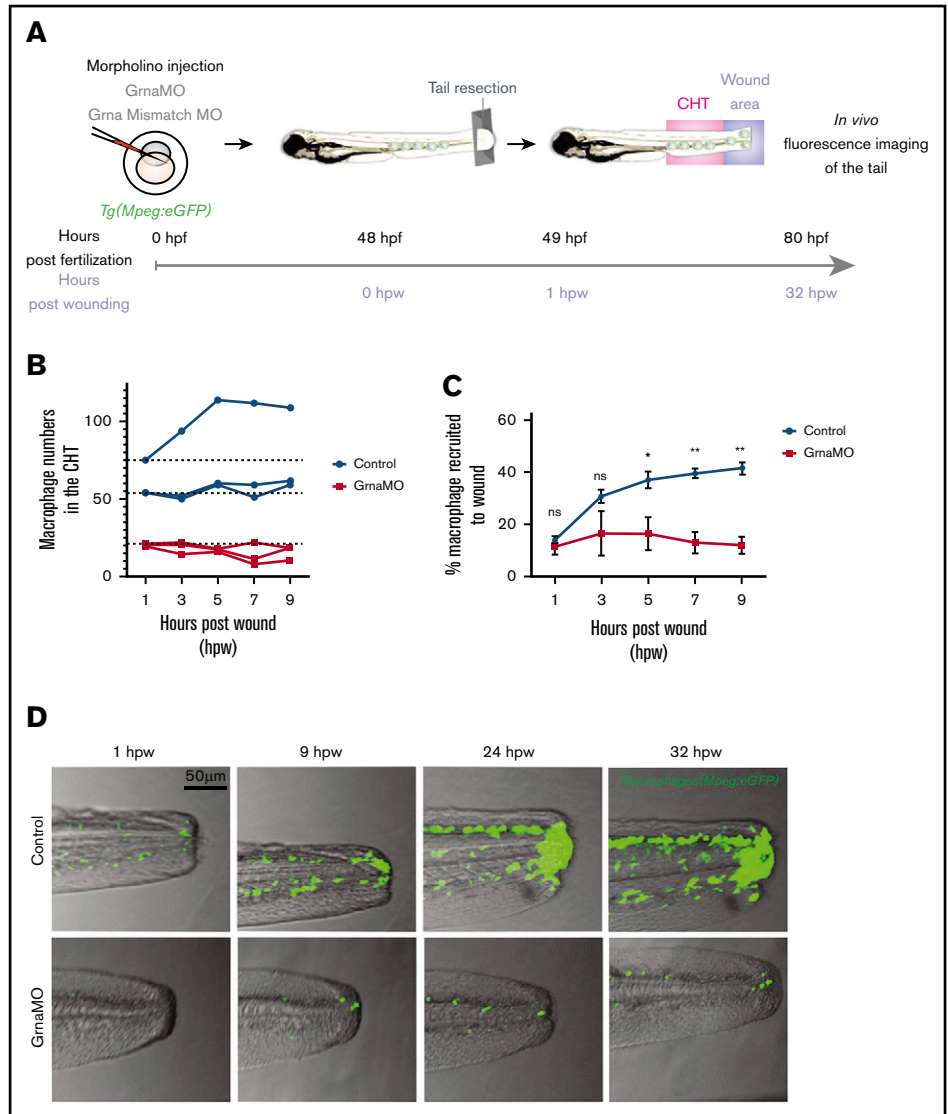 A
Morpholino injection
GrnaMO
Grna Mismatch MO
Tg(Mpeg:eGFP)
Tail resection
CHT
Wound
area
In vivo
fluorescence imaging
of the tail
Hours
post fertilization
0 hpf
48 hpf
49 hpf
80 hpf
Hours
post wounding
0 hpw
1 hpw
32 hpw
B
Macrophage numbers
in the CHT
100
50
0
1
3
5
7
9
Hours post wound
(hpw)
Control
GrnaMO
C
% macrophage recruited
to wound
60
40
20
0
ns
ns
*
**
**
1
3
5
7
9
Hours post wound
(hpw)
Control
GrnaMO
D
1 hpw
9 hpw
24 hpw
32 hpw
Control
50μm
Macrophages(Mpeg:eGFP)
GrnaMO